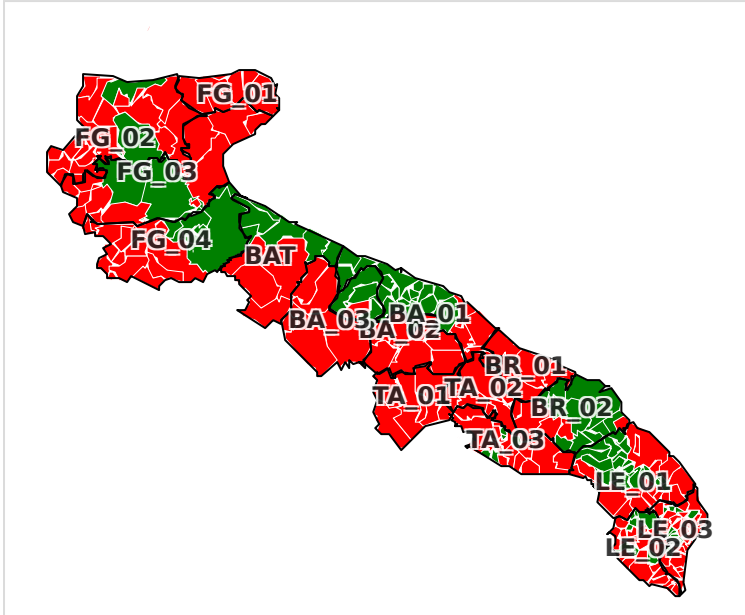 FG_01
FG_02
FG_03
FG_04
BAT
BA_01
BA_03
BA_02
BR_01
TA_02
TA_01
BR_02
TA_03
LE_01
LE_03
LE_02